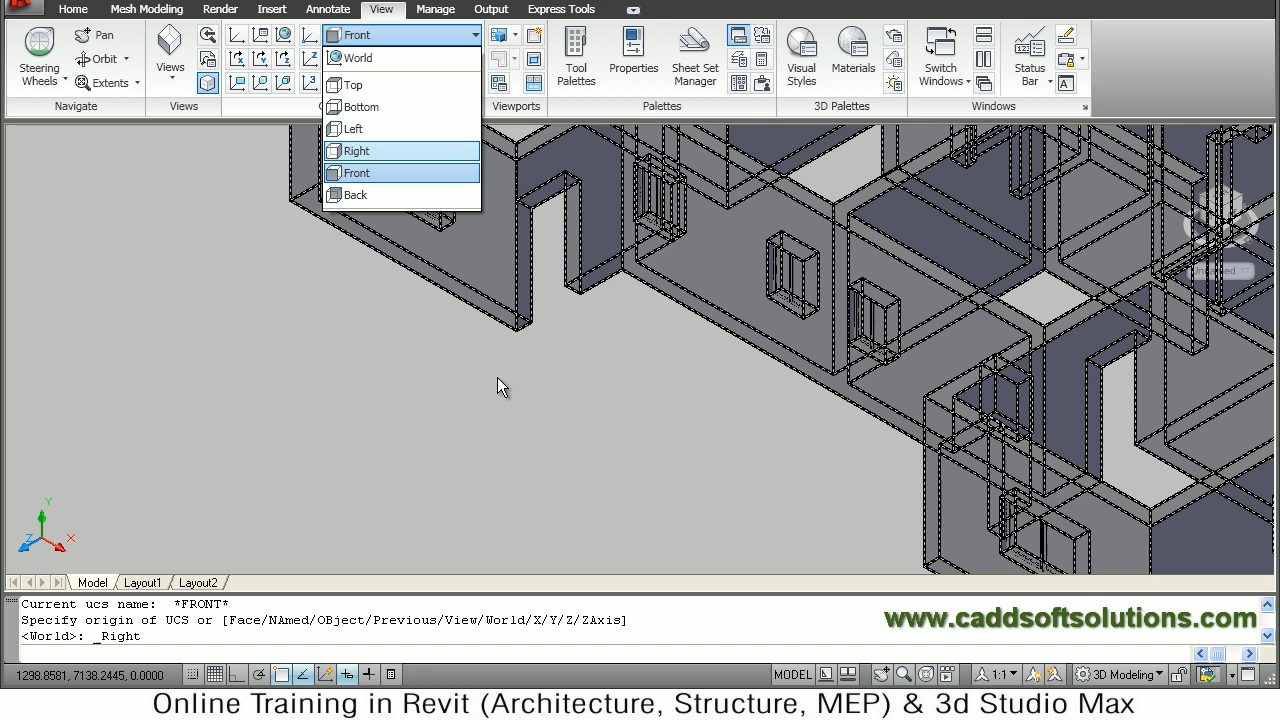 Home Mesh Modeling Render Insert Annotate View Manage Output Express Tools
Pan
Orbit
Extents
Steering
Wheels
Views
Front
World
Top
Bottom
Left
Right
Front
Back
Tool
Palettes
Properties
Sheet Set
Manager
Visual
Styles
Materials
Switch
Windows
Status
Bar
Navigate Views Viewports Palettes 3D Palettes Windows
Unnamed
Y
Z X
Model Layout1 Layout2
Current ucs name: *FRONT*
Specify origin of UCS or [Face/NAmed/OBject/Previous/View/World/X/Y/Z/ZAxis]
<World>: _Right
www.caddsoftsolutions.com
1298.8581, 7138.2445, 0.0000 MODEL 1:1 3D Modeling
Online Training in Revit (Architecture, Structure, MEP) & 3d Studio Max